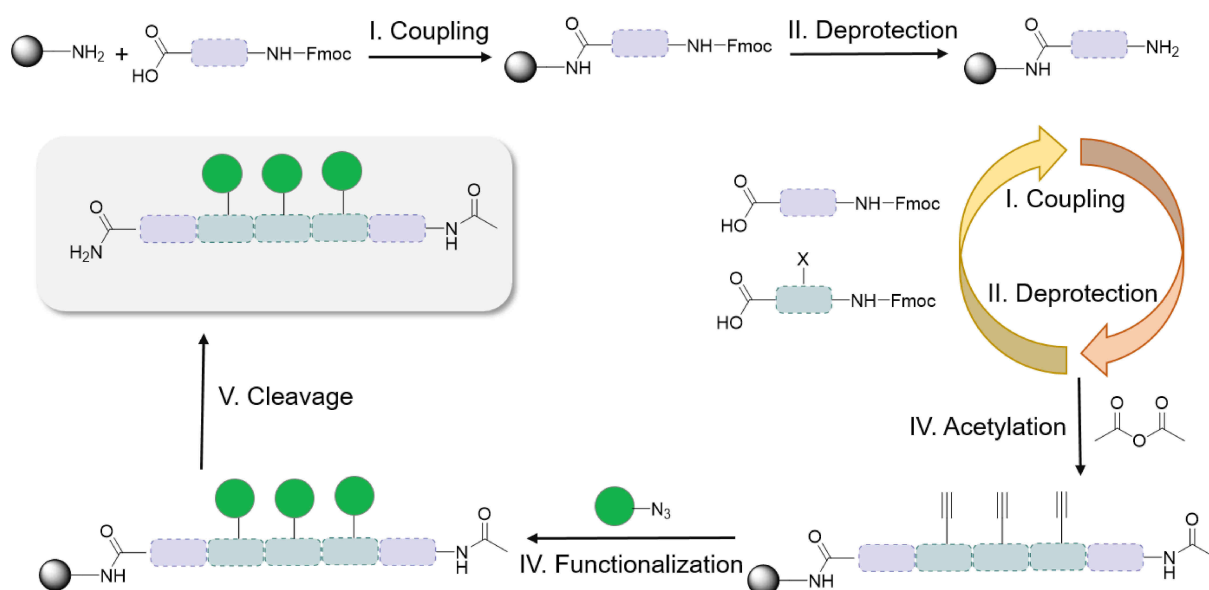 NH2 + O HO NH Fmoc I. Coupling O NH NH Fmoc II. Deprotection O NH NH2
O HO NH Fmoc I. Coupling
X
O HO NH Fmoc II. Deprotection
O H2N N H O
V. Cleavage
IV. Acetylation O O O
O NH N H O N3 IV. Functionalization O NH N H O